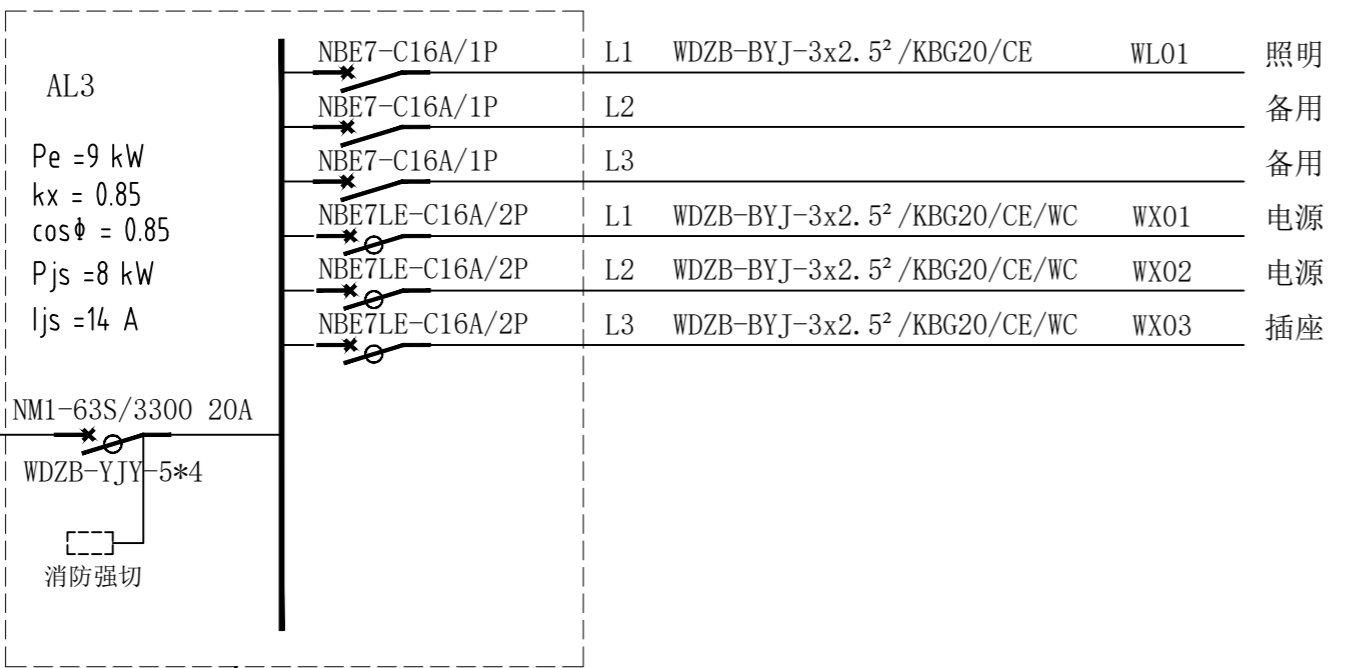 AL3
Pe =9 kW
kx = 0.85
cosΦ = 0.85
Pjs =8 kW
Ijs =14 A
NM1-63S/3300 20A
WDZB-YJY-5*4
消防强切
NBE7-C16A/1P L1 WDZB-BYJ-3x2.5²/KBG20/CE WL01 照明
NBE7-C16A/1P L2 备用
NBE7-C16A/1P L3 备用
NBE7LE-C16A/2P L1 WDZB-BYJ-3x2.5²/KBG20/CE/WC WX01 电源
NBE7LE-C16A/2P L2 WDZB-BYJ-3x2.5²/KBG20/CE/WC WX02 电源
NBE7LE-C16A/2P L3 WDZB-BYJ-3x2.5²/KBG20/CE/WC WX03 插座